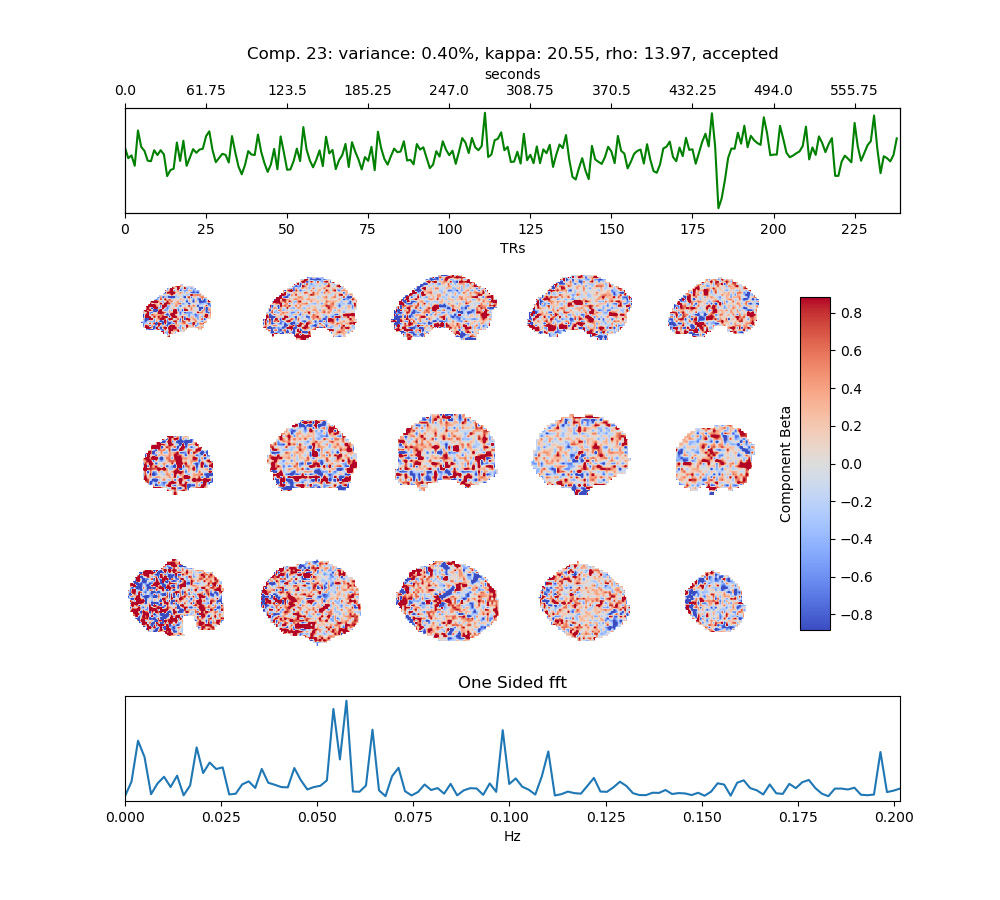 Comp. 23: variance: 0.40%, kappa: 20.55, rho: 13.97, accepted
seconds
0.0 61.75 123.5 185.25 247.0 308.75 370.5 432.25 494.0 555.75
0 25 50 75 100 125 150 175 200 225
TRs
Component Beta
0.8
0.6
0.4
0.2
0.0
−0.2
−0.4
−0.6
−0.8
One Sided fft
0.000 0.025 0.050 0.075 0.100 0.125 0.150 0.175 0.200
Hz